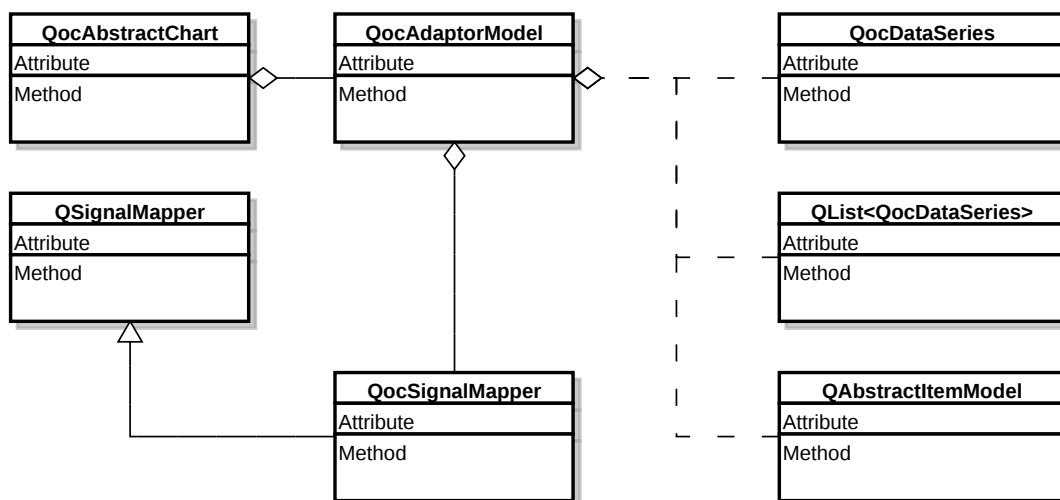 QocAbstractChart
Attribute
Method
QocAdaptorModel
Attribute
Method
QocDataSeries
Attribute
Method
QSignalMapper
Attribute
Method
QList<QocDataSeries>
Attribute
Method
QocSignalMapper
Attribute
Method
QAbstractItemModel
Attribute
Method